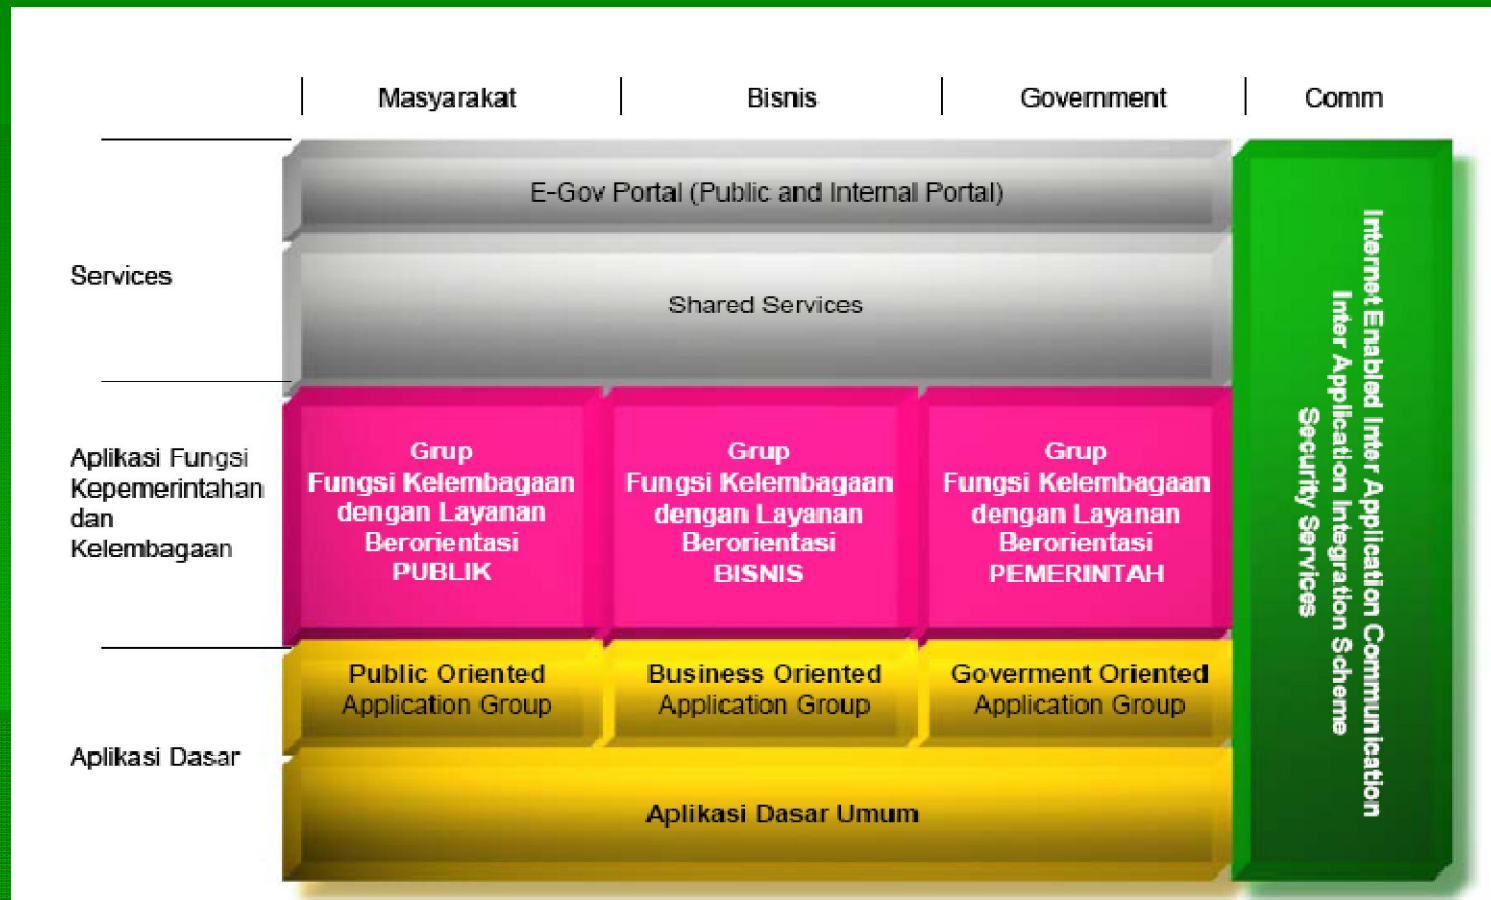 Masyarakat
Bisnis
Government
Comm
Services
E-Gov Portal (Public and Internal Portal)
Shared Services
Aplikasi Fungsi
Kepemerintahan
dan
Kelembagaan
Grup
Fungsi Kelembagaan
dengan Layanan
Berorientasi
PUBLIK
Grup
Fungsi Kelembagaan
dengan Layanan
Berorientasi
BISNIS
Grup
Fungsi Kelembagaan
dengan Layanan
Berorientasi
PEMERINTAH
Aplikasi Dasar
Public Oriented
Application Group
Business Oriented
Application Group
Goverment Oriented
Application Group
Aplikasi Dasar Umum
Internet Enabled Inter Application Communication
Inter Application Integration Scheme
Security Services